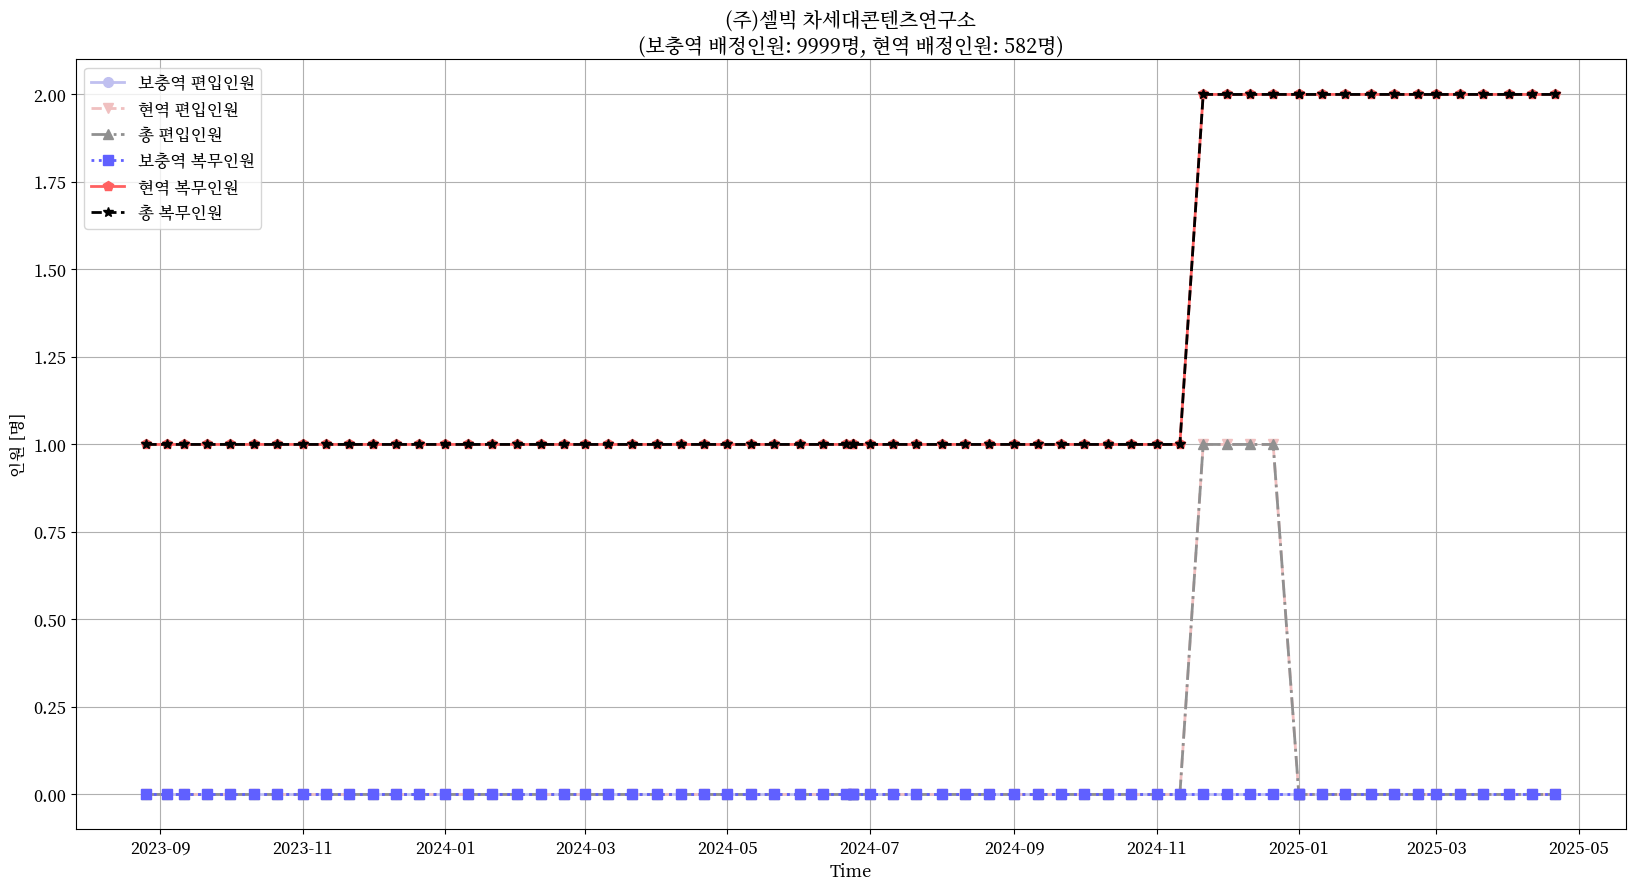 (주)셀빅 차세대콘텐츠연구소
(보충역 배정인원: 9999명, 현역 배정인원: 582명)
보충역 편입인원
현역 편입인원
총 편입인원
보충역 복무인원
현역 복무인원
총 복무인원
인원 [명]
2.00
1.75
1.50
1.25
1.00
0.75
0.50
0.25
0.00
2023-09 2023-11 2024-01 2024-03 2024-05 2024-07 2024-09 2024-11 2025-01 2025-03 2025-05
Time